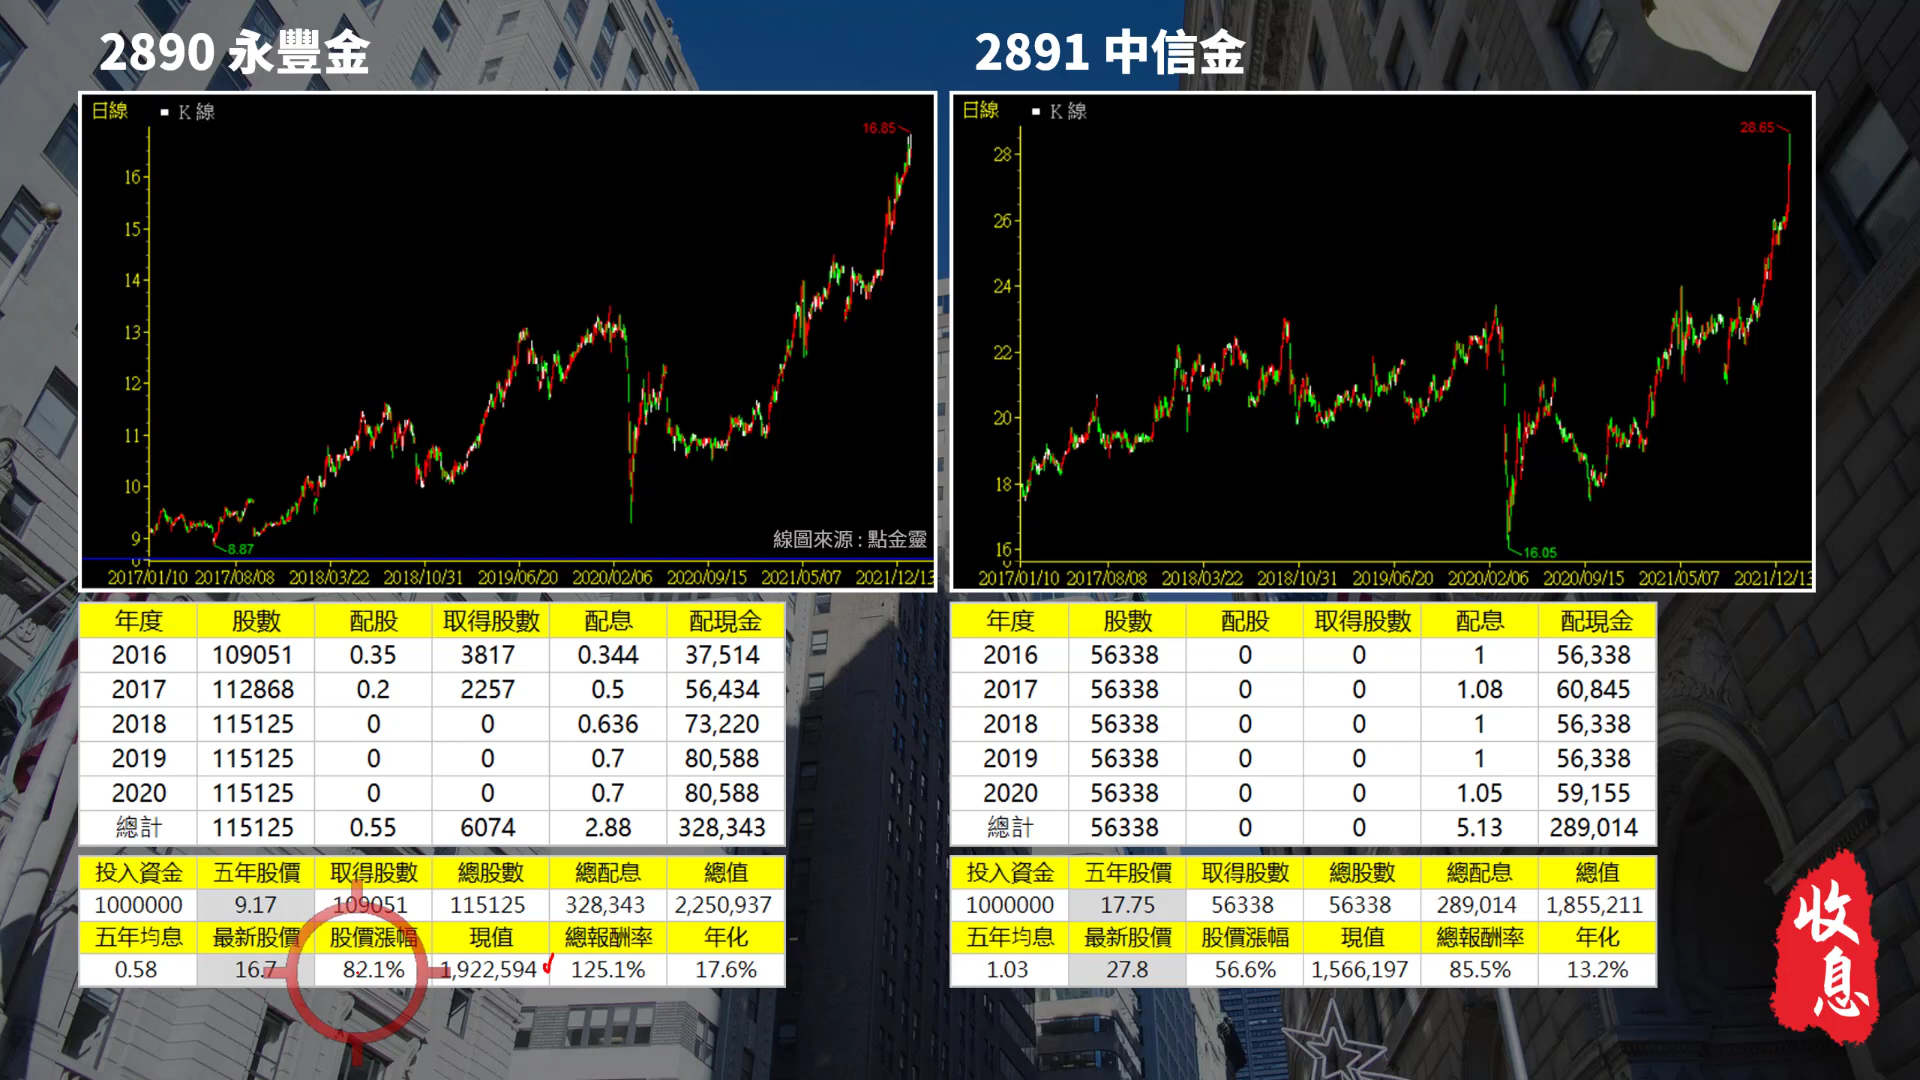 2890 永豐金
日線 ■ K 線
16.85
16
15
14
13
12
11
10
9
0
8.87
線圖來源 : 點金靈
2017/01/10 2017/08/08 2018/03/22 2018/10/31 2019/06/20 2020/02/06 2020/09/15 2021/05/07 2021/12/13
年度 股數 配股 取得股數 配息 配現金
2016 109051 0.35 3817 0.344 37,514
2017 112868 0.2 2257 0.5 56,434
2018 115125 0 0 0.636 73,220
2019 115125 0 0 0.7 80,588
2020 115125 0 0 0.7 80,588
總計 115125 0.55 6074 2.88 328,343
投入資金 五年股價 取得股數 總股數 總配息 總值
1000000 9.17 109051 115125 328,343 2,250,937
五年均息 最新股價 股價漲幅 現值 總報酬率 年化
0.58 16.7 82.1% 1,922,594 125.1% 17.6%
2891 中信金
日線 ■ K 線
28.65
28
26
24
22
20
18
16
0
16.05
2017/01/10 2017/08/08 2018/03/22 2018/10/31 2019/06/20 2020/02/06 2020/09/15 2021/05/07 2021/12/13
年度 股數 配股 取得股數 配息 配現金
2016 56338 0 0 1 56,338
2017 56338 0 0 1.08 60,845
2018 56338 0 0 1 56,338
2019 56338 0 0 1 56,338
2020 56338 0 0 1.05 59,155
總計 56338 0 0 5.13 289,014
投入資金 五年股價 取得股數 總股數 總配息 總值
1000000 17.75 56338 56338 289,014 1,855,211
五年均息 最新股價 股價漲幅 現值 總報酬率 年化
1.03 27.8 56.6% 1,566,197 85.5% 13.2%
收息